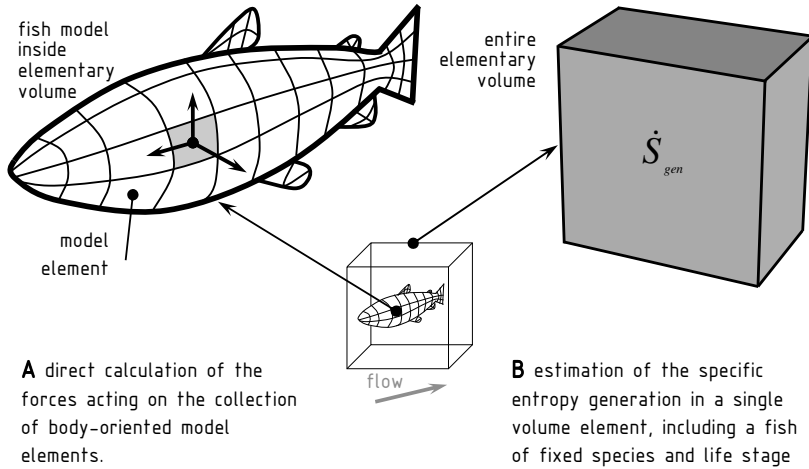 fish model
inside
elementary
volume
entire
elementary
volume
Ṡ gen
model
element
flow
A direct calculation of the
forces acting on the collection
of body-oriented model
elements.
B estimation of the specific
entropy generation in a single
volume element, including a fish
of fixed species and life stage